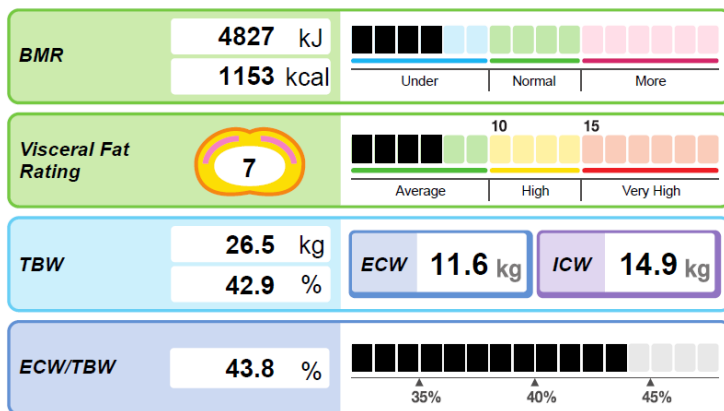 BMR
4827 kJ
1153 kcal
Under Normal More
Visceral Fat
Rating
7
10 15
Average High Very High
TBW
26.5 kg
42.9 %
ECW 11.6 kg
ICW 14.9 kg
ECW/TBW
43.8 %
35% 40% 45%